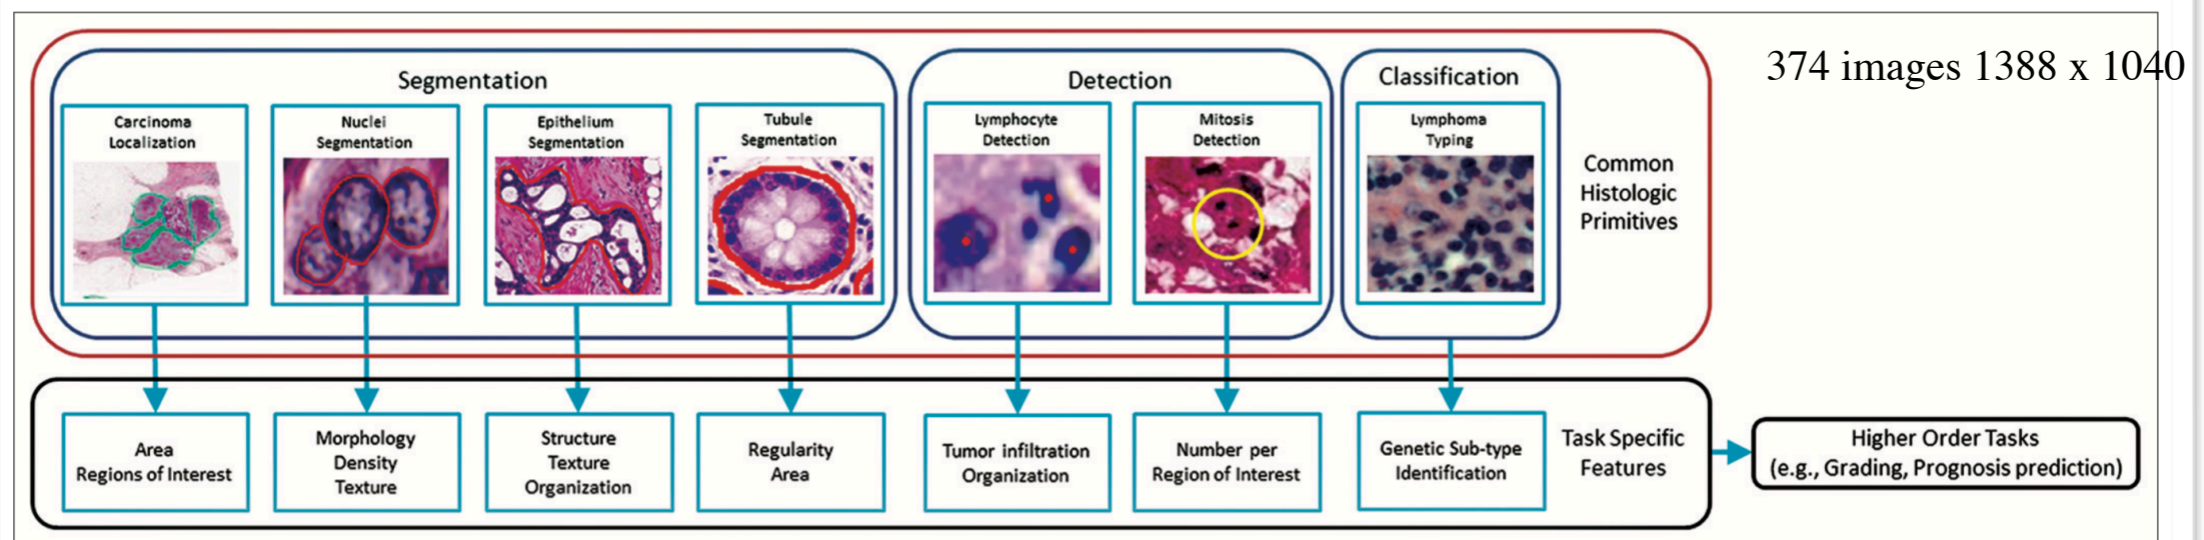 374 images 1388 x 1040
Segmentation
Detection
Classification
Carcinoma
Localization
Nuclei
Segmentation
Epithelium
Segmentation
Tubule
Segmentation
Lymphocyte
Detection
Mitosis
Detection
Lymphoma
Typing
Common
Histologic
Primitives
Area
Regions of Interest
Morphology
Density
Texture
Structure
Texture
Organization
Regularity
Area
Tumor infiltration
Organization
Number per
Region of Interest
Genetic Sub-type
Identification
Task Specific
Features
Higher Order Tasks
(e.g., Grading, Prognosis prediction)